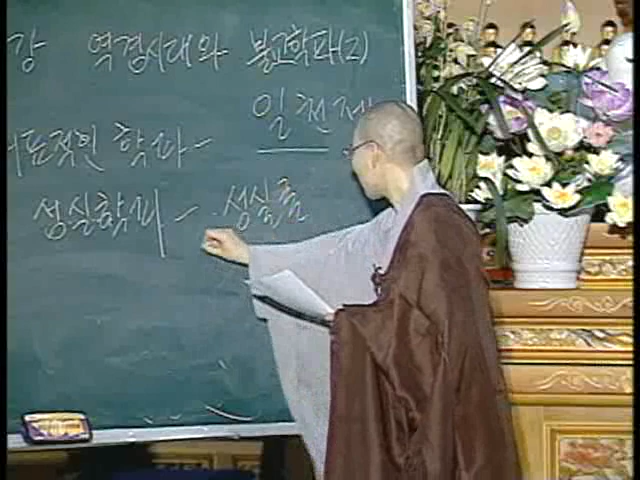 강 역경시대와 불교학파(2)
일천제
표적인 학파 -
성실학파 - 성실론